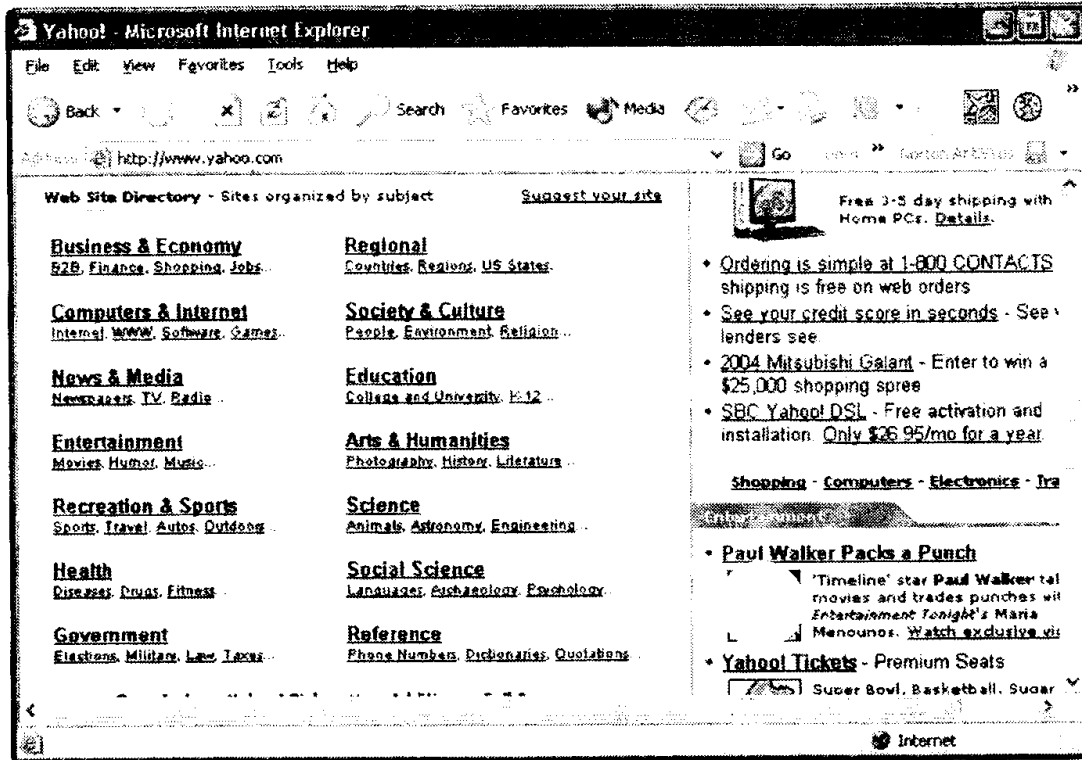 Yahoo! - Microsoft Internet Explorer
File Edit View Favorites Tools Help
Back Search Favorites Media »
Address http://www.yahoo.com Go Links » Norton AntiVirus
Web Site Directory - Sites organized by subject Suggest your site
Business & Economy
B2B, Finance, Shopping, Jobs...
Regional
Countries, Regions, US States...
Computers & Internet
Internet, WWW, Software, Games...
Society & Culture
People, Environment, Religion...
News & Media
Newspapers, TV, Radio...
Education
College and University, K-12...
Entertainment
Movies, Humor, Music...
Arts & Humanities
Photography, History, Literature...
Recreation & Sports
Sports, Travel, Autos, Outdoors...
Science
Animals, Astronomy, Engineering...
Health
Diseases, Drugs, Fitness...
Social Science
Languages, Archaeology, Psychology...
Government
Elections, Military, Law, Taxes...
Reference
Phone Numbers, Dictionaries, Quotations...
Free 3-5 day shipping with
Home PCs. Details.
• Ordering is simple at 1-800 CONTACTS
shipping is free on web orders
• See your credit score in seconds - See
lenders see.
• 2004 Mitsubishi Galant - Enter to win a
$25,000 shopping spree
• SBC Yahoo! DSL - Free activation and
installation. Only $26.95/mo for a year.
Shopping - Computers - Electronics - Tra
Entertainment
• Paul Walker Packs a Punch
'Timeline' star Paul Walker tal
movies and trades punches wit
Entertainment Tonight's Maria
Menounos. Watch exclusive vi
• Yahoo! Tickets - Premium Seats
Super Bowl, Basketball, Sugar
Internet